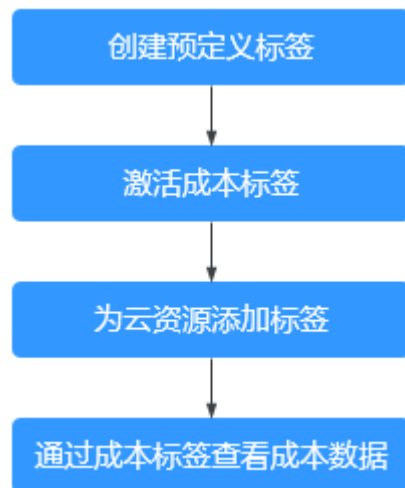 创建预定义标签
激活成本标签
为云资源添加标签
通过成本标签查看成本数据